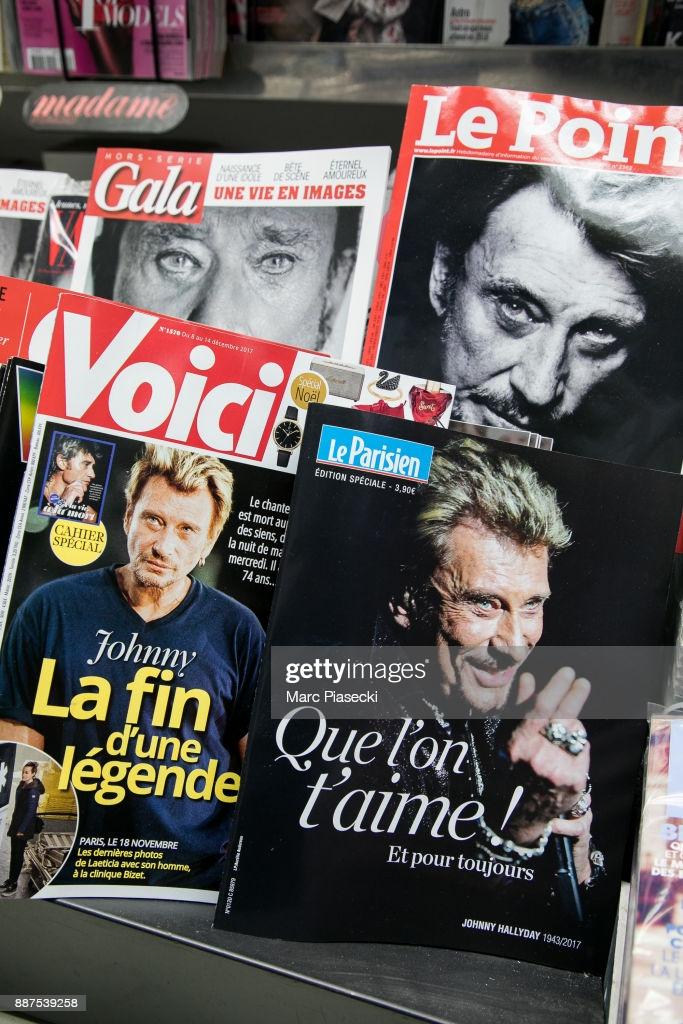 MODELS
madame
IMAGES
HORS-SÉRIE
Gala
NAISSANCE D'UNE IDOLE
BÊTE DE SCÈNE
ÉTERNEL AMOUREUX
UNE VIE EN IMAGES
Le Poin
www.lepoint.fr
Voici
N°1570 Du 8 au 14 décembre 2017
spécial
Noël
CAHIER
SPÉCIAL
Le chante
est mort au
des siens, d
la nuit de ma
mercredi. Il
74 ans...
Johnny
La fin
d'une
légende
PARIS, LE 18 NOVEMBRE
Les dernières photos
de Laeticia avec son homme,
à la clinique Bizet.
Le Parisien
ÉDITION SPÉCIALE - 3,90€
gettyimages
Marc Piasecki
Que l'on
t'aime !
Et pour toujours
JOHNNY HALLYDAY 1943/2017
887539258